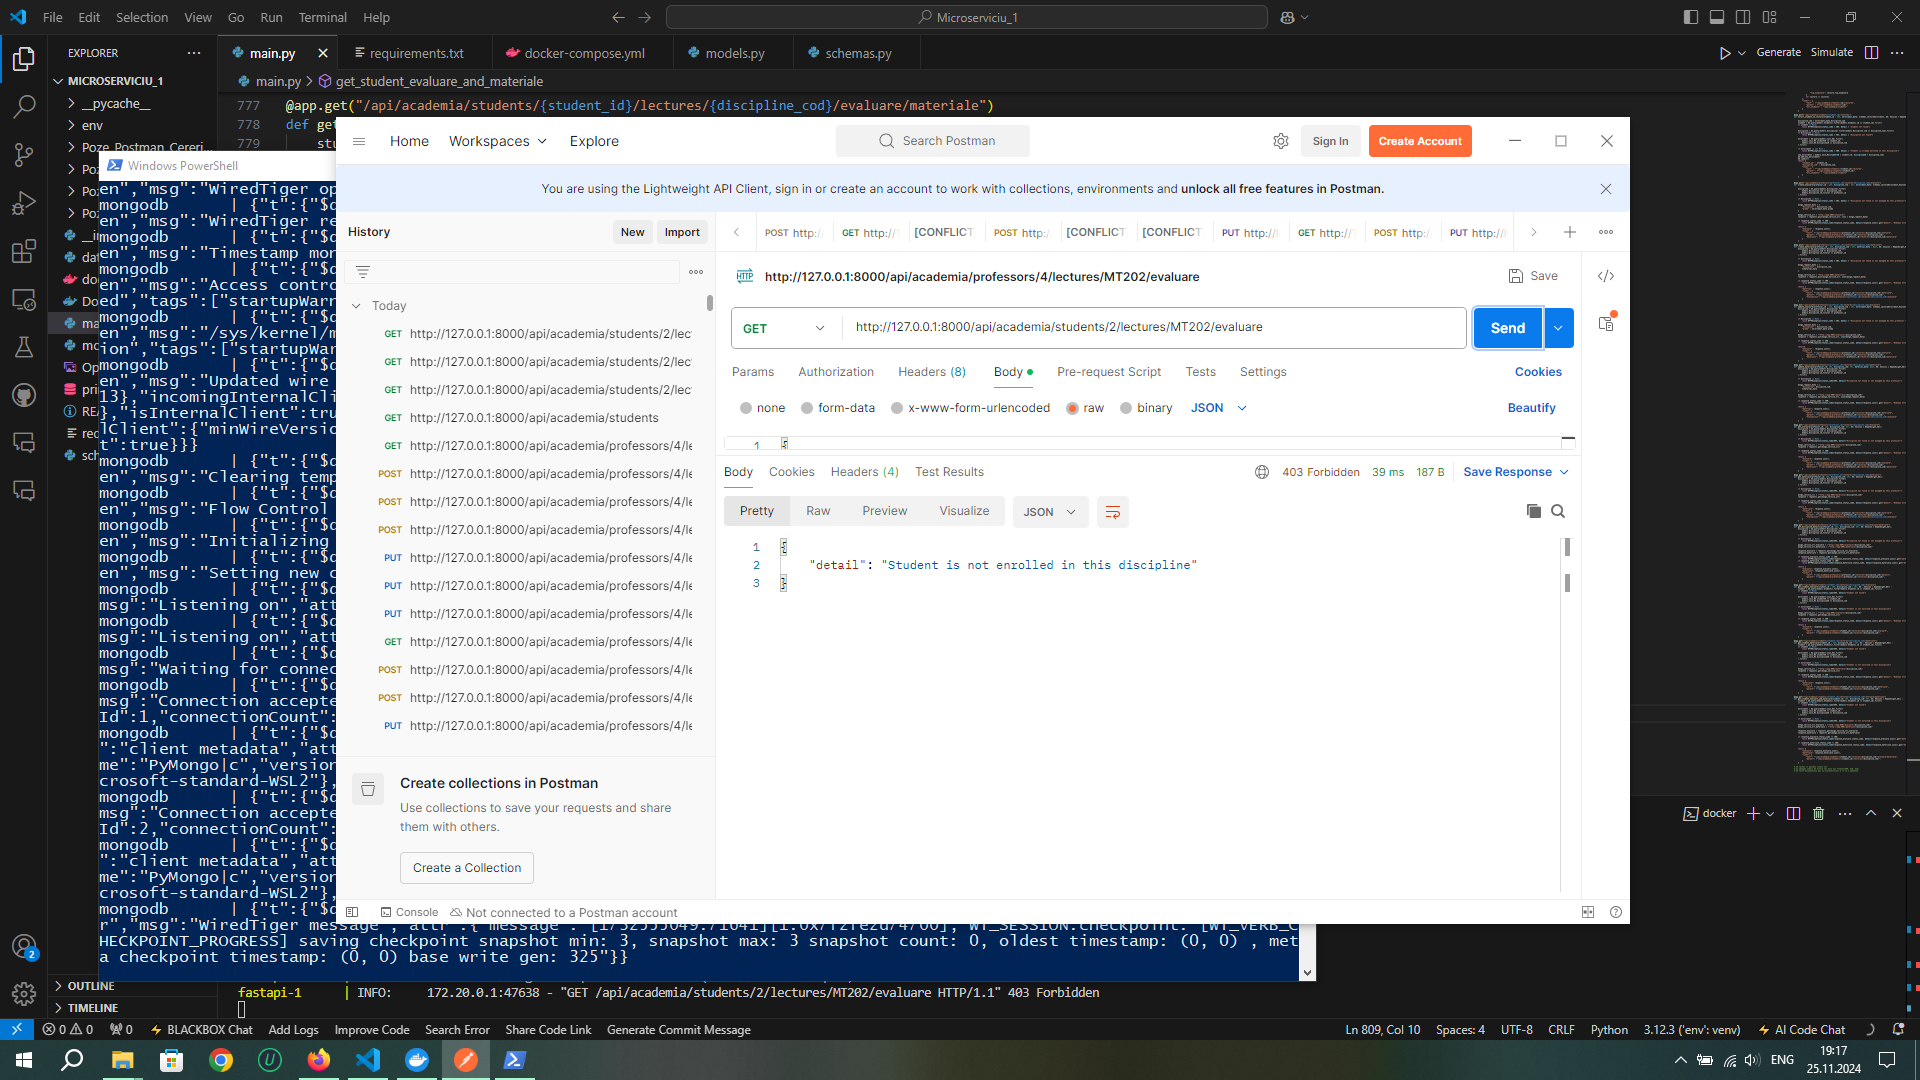 File Edit Selection View Go Run Terminal Help
Microserviciu_1
EXPLORER
main.py
requirements.txt
docker-compose.yml
models.py
schemas.py
Generate Simulate
MICROSERVICIU_1
main.py > get_student_evaluare_and_materiale
__pycache__
env
Poze_Postman_Cereri...
777 @app.get("/api/academia/students/{student_id}/lectures/{discipline_cod}/evaluare/materiale")
778 def get
779 stu
Windows PowerShell
en","msg":"WiredTiger op
mongodb | {"t":{"$d
en","msg":"WiredTiger re
mongodb | {"t":{"$d
en","msg":"Timestamp mon
mongodb | {"t":{"$d
en","msg":"Access contro
ed","tags":["startupWarn
mongodb | {"t":{"$d
en","msg":"/sys/kernel/m
ion","tags":["startupWar
mongodb | {"t":{"$d
en","msg":"Updated wire
13},"incomingInternalCli
},"isInternalClient":tru
lClient":{"minWireVersio
t":true}}}
mongodb | {"t":{"$d
en","msg":"Clearing temp
mongodb | {"t":{"$d
en","msg":"Flow Control
mongodb | {"t":{"$d
en","msg":"Initializing
mongodb | {"t":{"$d
en","msg":"Setting new c
mongodb | {"t":{"$d
msg":"Listening on","att
mongodb | {"t":{"$d
msg":"Listening on","att
mongodb | {"t":{"$d
msg":"Waiting for connec
mongodb | {"t":{"$d
msg":"Connection accepte
Id":1,"connectionCount":
mongodb | {"t":{"$d
":"client metadata","att
me":"PyMongo|c","version
crosoft-standard-WSL2"},
mongodb | {"t":{"$d
msg":"Connection accepte
Id":2,"connectionCount":
mongodb | {"t":{"$d
":"client metadata","att
me":"PyMongo|c","version
crosoft-standard-WSL2"},
mongodb | {"t":{"$d
HECKPOINT_PROGRESS] saving checkpoint snapshot min: 3, snapshot max: 3 snapshot count: 0, oldest timestamp: (0, 0) , met
a checkpoint timestamp: (0, 0) base write gen: 325"}}
Home Workspaces Explore
Search Postman
Sign In
Create Account
You are using the Lightweight API Client, sign in or create an account to work with collections, environments and unlock all free features in Postman.
History
New
Import
POST http:/
GET http://
[CONFLICT
POST http:/
[CONFLICT
[CONFLICT
PUT http://
GET http://
POST http:/
PUT http://
Today
GET http://127.0.0.1:8000/api/academia/students/2/lect
GET http://127.0.0.1:8000/api/academia/students/2/lect
GET http://127.0.0.1:8000/api/academia/students/2/lect
GET http://127.0.0.1:8000/api/academia/students
GET http://127.0.0.1:8000/api/academia/professors/4/le
POST http://127.0.0.1:8000/api/academia/professors/4/le
POST http://127.0.0.1:8000/api/academia/professors/4/le
POST http://127.0.0.1:8000/api/academia/professors/4/le
PUT http://127.0.0.1:8000/api/academia/professors/4/le
PUT http://127.0.0.1:8000/api/academia/professors/4/le
PUT http://127.0.0.1:8000/api/academia/professors/4/le
GET http://127.0.0.1:8000/api/academia/professors/4/le
POST http://127.0.0.1:8000/api/academia/professors/4/le
POST http://127.0.0.1:8000/api/academia/professors/4/le
PUT http://127.0.0.1:8000/api/academia/professors/4/le
Create collections in Postman
Use collections to save your requests and share
them with others.
Create a Collection
HTTP http://127.0.0.1:8000/api/academia/professors/4/lectures/MT202/evaluare
Save
GET
http://127.0.0.1:8000/api/academia/students/2/lectures/MT202/evaluare
Send
Params Authorization Headers (8) Body Pre-request Script Tests Settings
Cookies
none form-data x-www-form-urlencoded raw binary JSON
Beautify
1 {
Body Cookies Headers (4) Test Results
403 Forbidden 39 ms 187 B Save Response
Pretty Raw Preview Visualize JSON
1 {
2 "detail": "Student is not enrolled in this discipline"
3 }
Console
Not connected to a Postman account
docker
OUTLINE
TIMELINE
fastapi-1 | INFO: 172.20.0.1:47638 - "GET /api/academia/students/2/lectures/MT202/evaluare HTTP/1.1" 403 Forbidden
0 0 0 BLACKBOX Chat Add Logs Improve Code Search Error Share Code Link Generate Commit Message
Ln 809, Col 10 Spaces: 4 UTF-8 CRLF Python 3.12.3 ('env': venv) AI Code Chat
ENG
19:17
25.11.2024